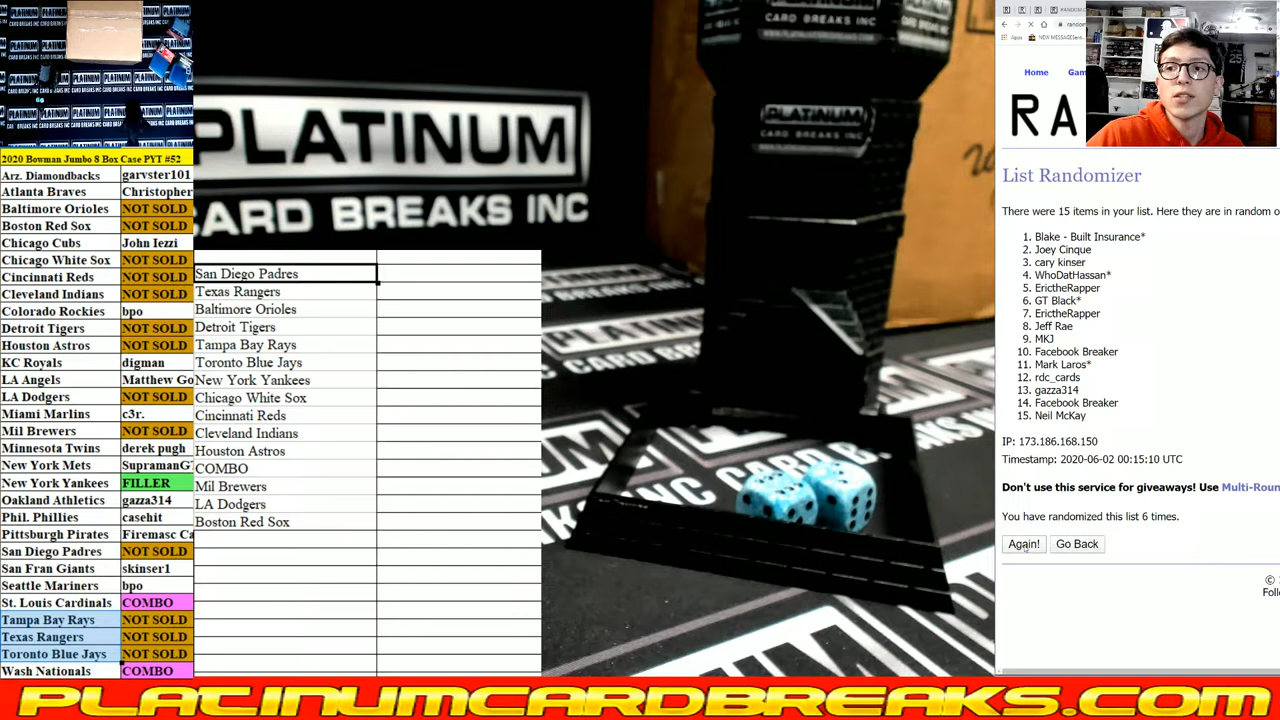 PLATINUM
CARD BREAKS INC
PLATINUM
CARD BREAKS INC
CARD BREAKS INC
2020 Bowman Jumbo 8 Box Case PYT #52
Arz. Diamondbacks garvster101
Atlanta Braves Christopher
Baltimore Orioles NOT SOLD
Boston Red Sox NOT SOLD
Chicago Cubs John Iezzi
Chicago White Sox NOT SOLD
Cincinnati Reds NOT SOLD
Cleveland Indians NOT SOLD
Colorado Rockies bpo
Detroit Tigers NOT SOLD
Houston Astros NOT SOLD
KC Royals digman
LA Angels Matthew Go
LA Dodgers NOT SOLD
Miami Marlins c3r.
Mil Brewers NOT SOLD
Minnesota Twins derek pugh
New York Mets SupramanG
New York Yankees FILLER
Oakland Athletics gazza314
Phil. Phillies casehit
Pittsburgh Pirates Firemasc Ca
San Diego Padres NOT SOLD
San Fran Giants skinser1
Seattle Mariners bpo
St. Louis Cardinals COMBO
Tampa Bay Rays NOT SOLD
Texas Rangers NOT SOLD
Toronto Blue Jays NOT SOLD
Wash Nationals COMBO
San Diego Padres
Texas Rangers
Baltimore Orioles
Detroit Tigers
Tampa Bay Rays
Toronto Blue Jays
New York Yankees
Chicago White Sox
Cincinnati Reds
Cleveland Indians
Houston Astros
COMBO
Mil Brewers
LA Dodgers
Boston Red Sox
Apps NEW MESSAGE
Home Gam
RA
List Randomizer
There were 15 items in your list. Here they are in random o
1. Blake - Built Insurance*
2. Joey Cinque
3. cary kinser
4. WhoDatHassan*
5. ErictheRapper
6. GT Black*
7. ErictheRapper
8. Jeff Rae
9. MKJ
10. Facebook Breaker
11. Mark Laros*
12. rdc_cards
13. gazza314
14. Facebook Breaker
15. Neil McKay
IP: 173.186.168.150
Timestamp: 2020-06-02 00:15:10 UTC
Don't use this service for giveaways! Use Multi-Roun
You have randomized this list 6 times.
Again! Go Back
Follo
PLATINUMCARDBREAKS.COM